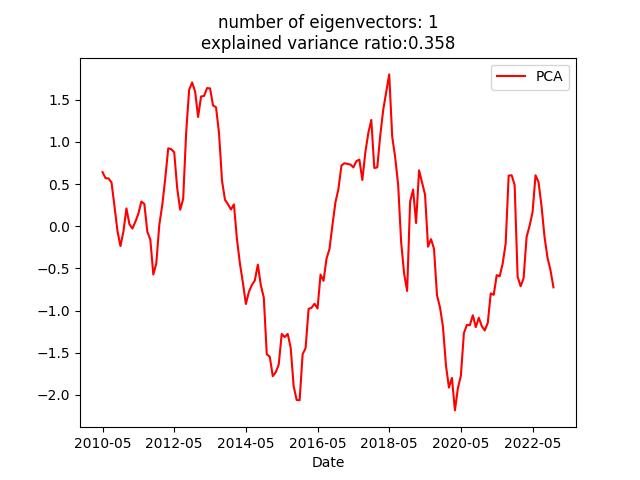 number of eigenvectors: 1
explained variance ratio:0.358
PCA
1.5
1.0
0.5
0.0
−0.5
−1.0
−1.5
−2.0
2010-05 2012-05 2014-05 2016-05 2018-05 2020-05 2022-05
Date